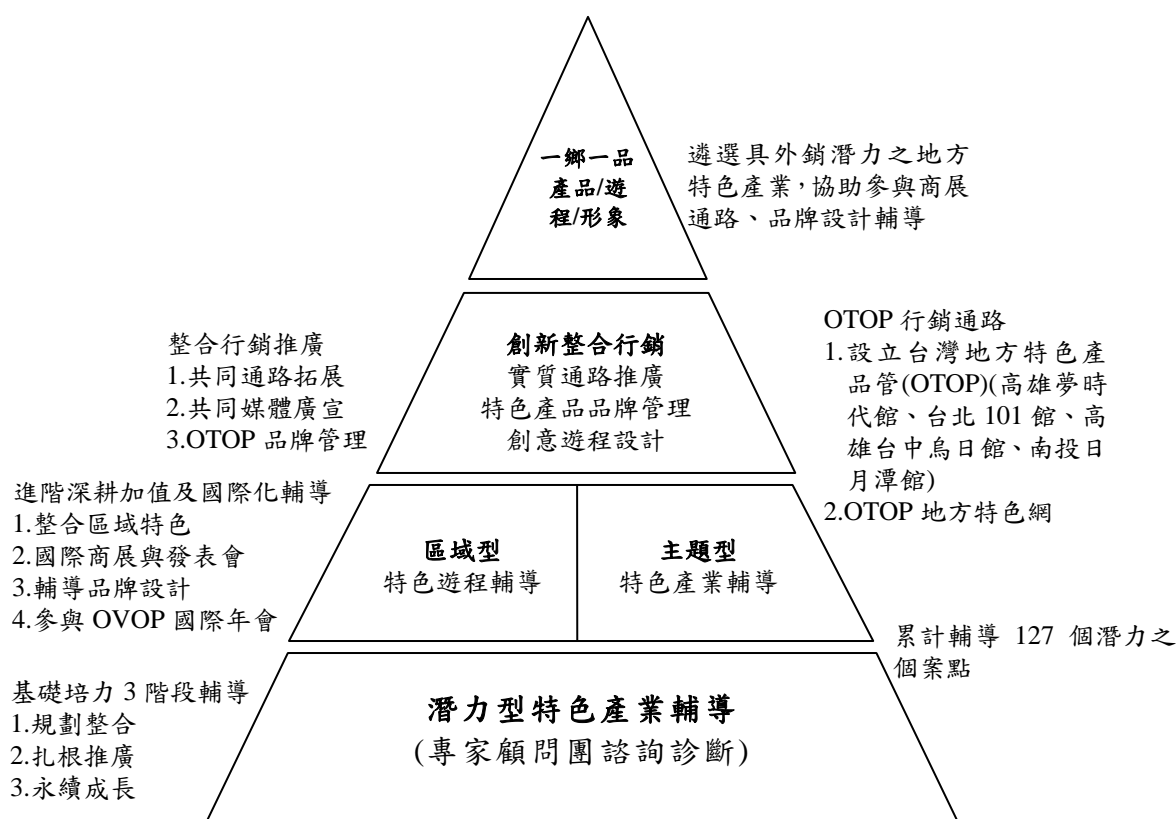 一鄉一品
產品/遊
程/形象
遴選具外銷潛力之地方
特色產業，協助參與商展
通路、品牌設計輔導
整合行銷推廣
1.共同通路拓展
2.共同媒體廣宣
3.OTOP 品牌管理
創新整合行銷
實質通路推廣
特色產品品牌管理
創意遊程設計
OTOP 行銷通路
1.設立台灣地方特色產
品管(OTOP)(高雄夢時
代館、台北 101 館、高
雄台中烏日館、南投日
月潭館)
2.OTOP 地方特色網
進階深耕加值及國際化輔導
1.整合區域特色
2.國際商展與發表會
3.輔導品牌設計
4.參與 OVOP 國際年會
區域型
特色遊程輔導
主題型
特色產業輔導
累計輔導 127 個潛力之
個案點
基礎培力 3 階段輔導
1.規劃整合
2.扎根推廣
3.永續成長
潛力型特色產業輔導
(專家顧問團諮詢診斷)